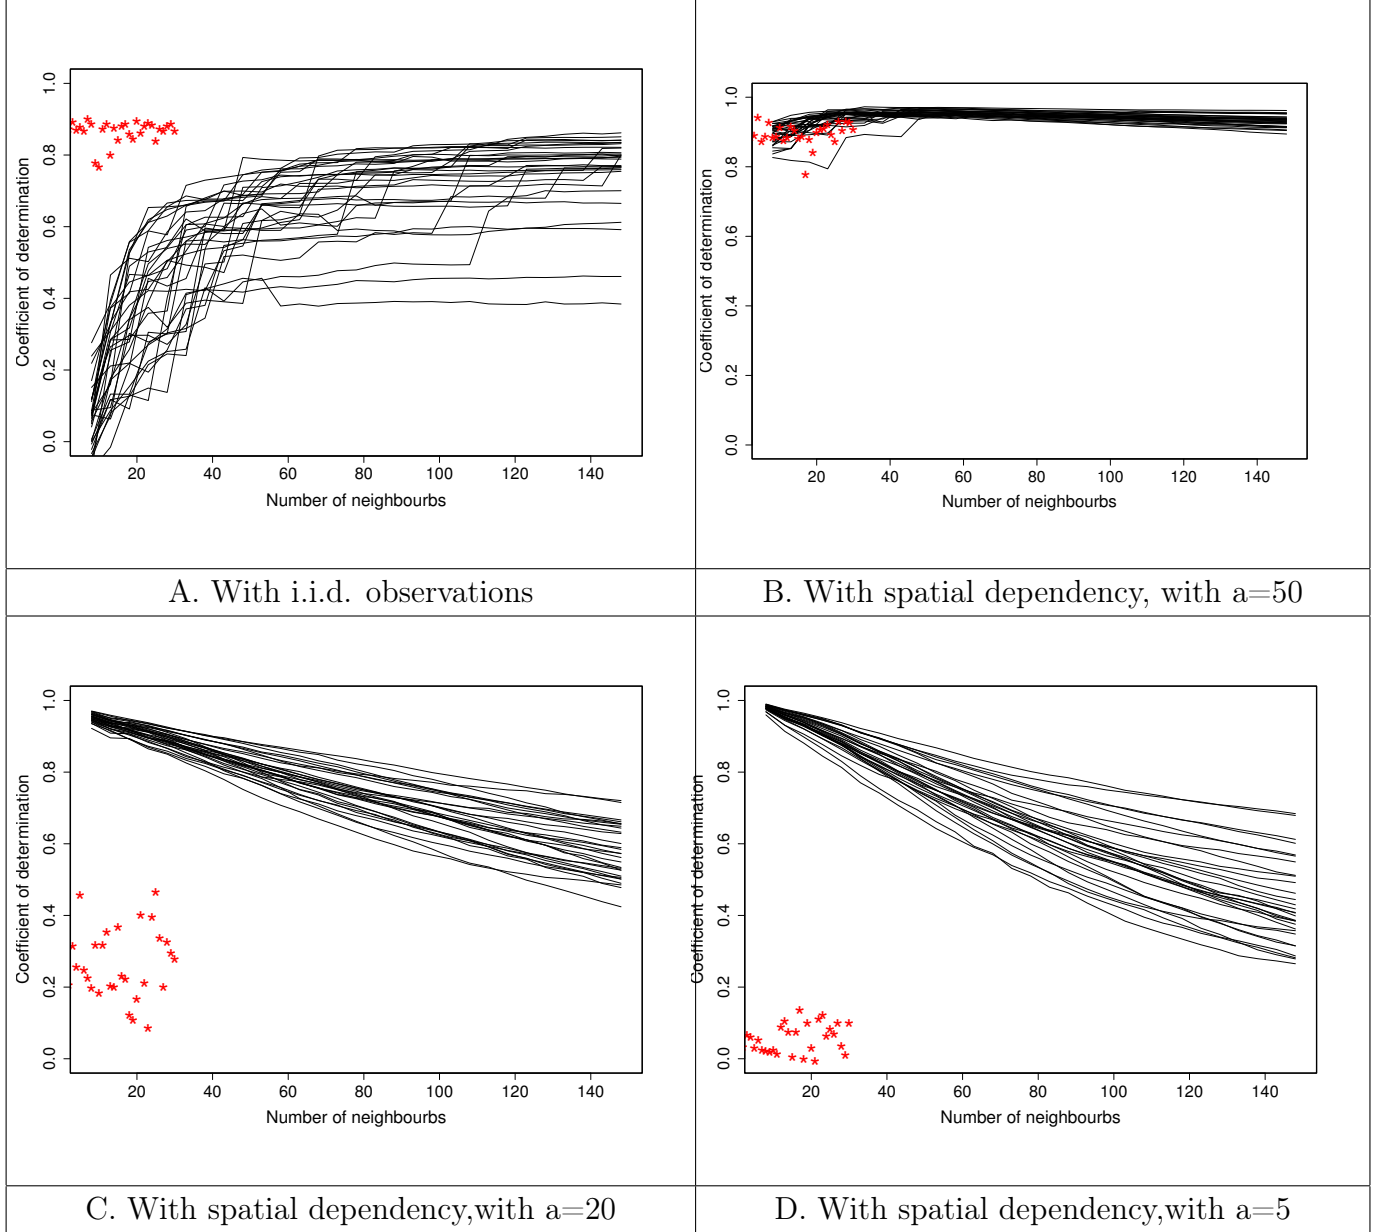 1.0
0.8
0.6
0.4
0.2
0.0
Coefficient of determination
20 40 60 80 100 120 140
Number of neighbourbs
1.0
0.8
0.6
0.4
0.2
0.0
Coefficient of determination
20 40 60 80 100 120 140
Number of neighbourbs
A. With i.i.d. observations
B. With spatial dependency, with a=50
1.0
0.8
0.6
0.4
0.2
0.0
Coefficient of determination
20 40 60 80 100 120 140
Number of neighbourbs
1.0
0.8
0.6
0.4
0.2
0.0
Coefficient of determination
20 40 60 80 100 120 140
Number of neighbourbs
C. With spatial dependency,with a=20
D. With spatial dependency,with a=5